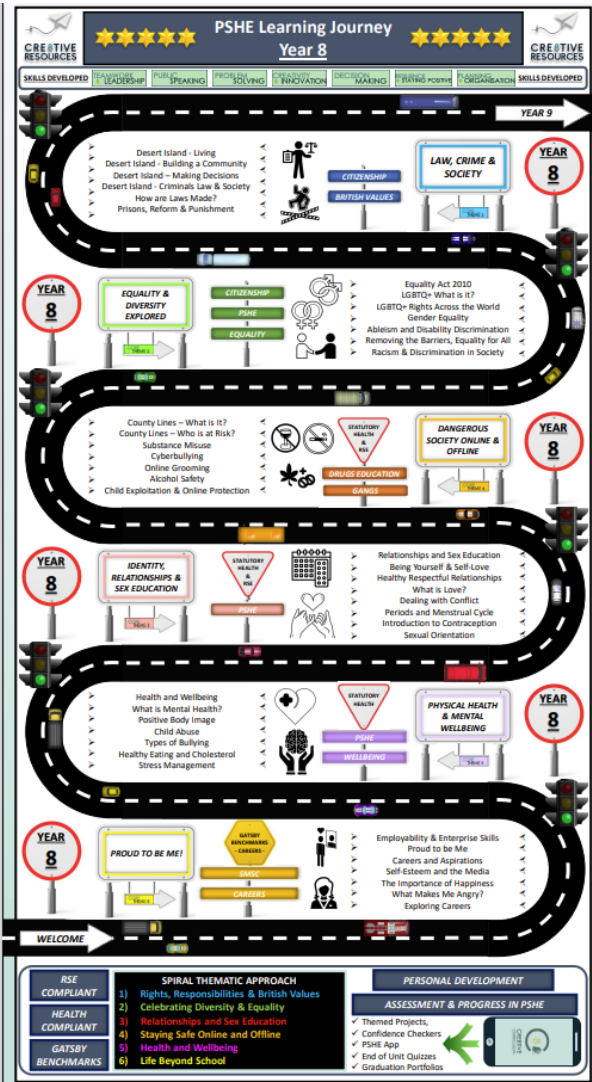 PSHE Learning Journey
Year 8
CRE8TIVE
RESOURCES
CRE8TIVE
RESOURCES
SKILLS DEVELOPED
TEAMWORK
& LEADERSHIP
PUBLIC
SPEAKING
PROBLEM
SOLVING
CREATIVITY
& INNOVATION
DECISION
MAKING
RESILIENCE
& STAYING POSITIVE
PLANNING
& ORGANISATION
SKILLS DEVELOPED
YEAR 9
Desert Island - Living
Desert Island - Building a Community
Desert Island – Making Decisions
Desert Island - Criminals Law & Society
How are Laws Made?
Prisons, Reform & Punishment
CITIZENSHIP
BRITISH VALUES
LAW, CRIME &
SOCIETY
THEME 1
YEAR
8
YEAR
8
EQUALITY &
DIVERSITY
EXPLORED
THEME 2
CITIZENSHIP
PSHE
EQUALITY
Equality Act 2010
LGBTQ+ What is it?
LGBTQ+ Rights Across the World
Gender Equality
Ableism and Disability Discrimination
Removing the Barriers, Equality for All
Racism & Discrimination in Society
County Lines – What is It?
County Lines – Who is at Risk?
Substance Misuse
Cyberbullying
Online Grooming
Alcohol Safety
Child Exploitation & Online Protection
STATUTORY
HEALTH
&
RSE
DRUGS EDUCATION
GANGS
DANGEROUS
SOCIETY ONLINE &
OFFLINE
THEME 4
YEAR
8
YEAR
8
IDENTITY,
RELATIONSHIPS &
SEX EDUCATION
THEME 3
STATUTORY
HEALTH
&
RSE
PSHE
Relationships and Sex Education
Being Yourself & Self-Love
Healthy Respectful Relationships
What is Love?
Dealing with Conflict
Periods and Menstrual Cycle
Introduction to Contraception
Sexual Orientation
Health and Wellbeing
What is Mental Health?
Positive Body Image
Child Abuse
Types of Bullying
Healthy Eating and Cholesterol
Stress Management
STATUTORY
HEALTH
PSHE
WELLBEING
PHYSICAL HEALTH
& MENTAL
WELLBEING
THEME 5
YEAR
8
YEAR
8
PROUD TO BE ME!
THEME 6
GATSBY
BENCHMARKS
- CAREERS -
SMSC
CAREERS
Employability & Enterprise Skills
Proud to be Me
Careers and Aspirations
Self-Esteem and the Media
The Importance of Happiness
What Makes Me Angry?
Exploring Careers
WELCOME
RSE
COMPLIANT
HEALTH
COMPLIANT
GATSBY
BENCHMARKS
SPIRAL THEMATIC APPROACH
1) Rights, Responsibilities & British Values
2) Celebrating Diversity & Equality
3) Relationships and Sex Education
4) Staying Safe Online and Offline
5) Health and Wellbeing
6) Life Beyond School
PERSONAL DEVELOPMENT
ASSESSMENT & PROGRESS IN PSHE
Themed Projects,
Confidence Checkers
PSHE App
End of Unit Quizzes
Graduation Portfolios